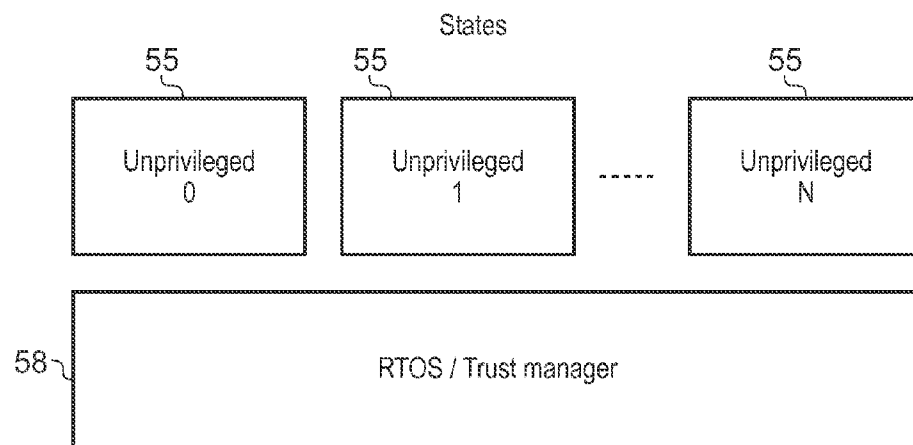 States
55 55 55
Unprivileged Unprivileged Unprivileged
0 1 N
58 RTOS / Trust manager